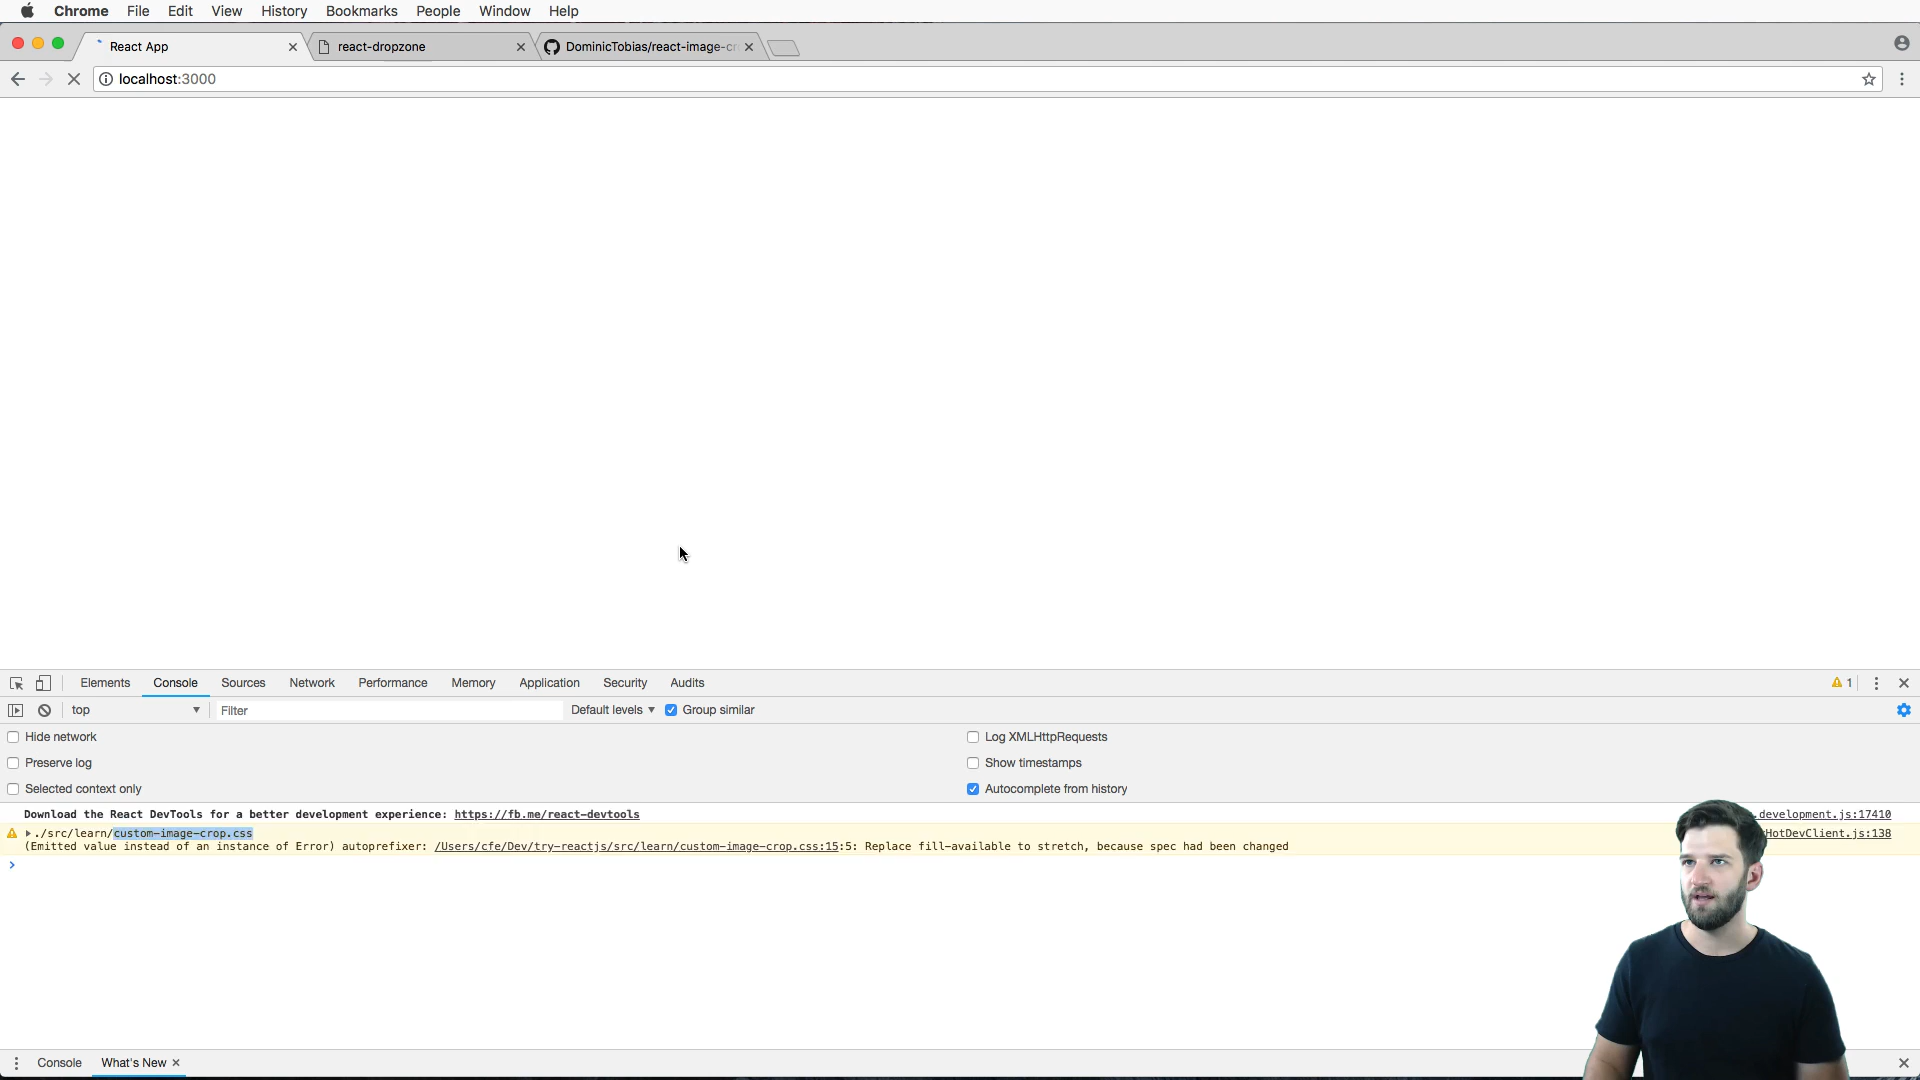 Chrome File Edit View History Bookmarks People Window Help
React App
react-dropzone
DominicTobias/react-image-cr
localhost:3000
Elements Console Sources Network Performance Memory Application Security Audits
1
top
Filter
Default levels
Group similar
Hide network
Log XMLHttpRequests
Preserve log
Show timestamps
Selected context only
Autocomplete from history
Download the React DevTools for a better development experience: https://fb.me/react-devtools
.development.js:17410
./src/learn/custom-image-crop.css
HotDevClient.js:138
(Emitted value instead of an instance of Error) autoprefixer: /Users/cfe/Dev/try-reactjs/src/learn/custom-image-crop.css:15:5: Replace fill-available to stretch, because spec had been changed
Console What's New